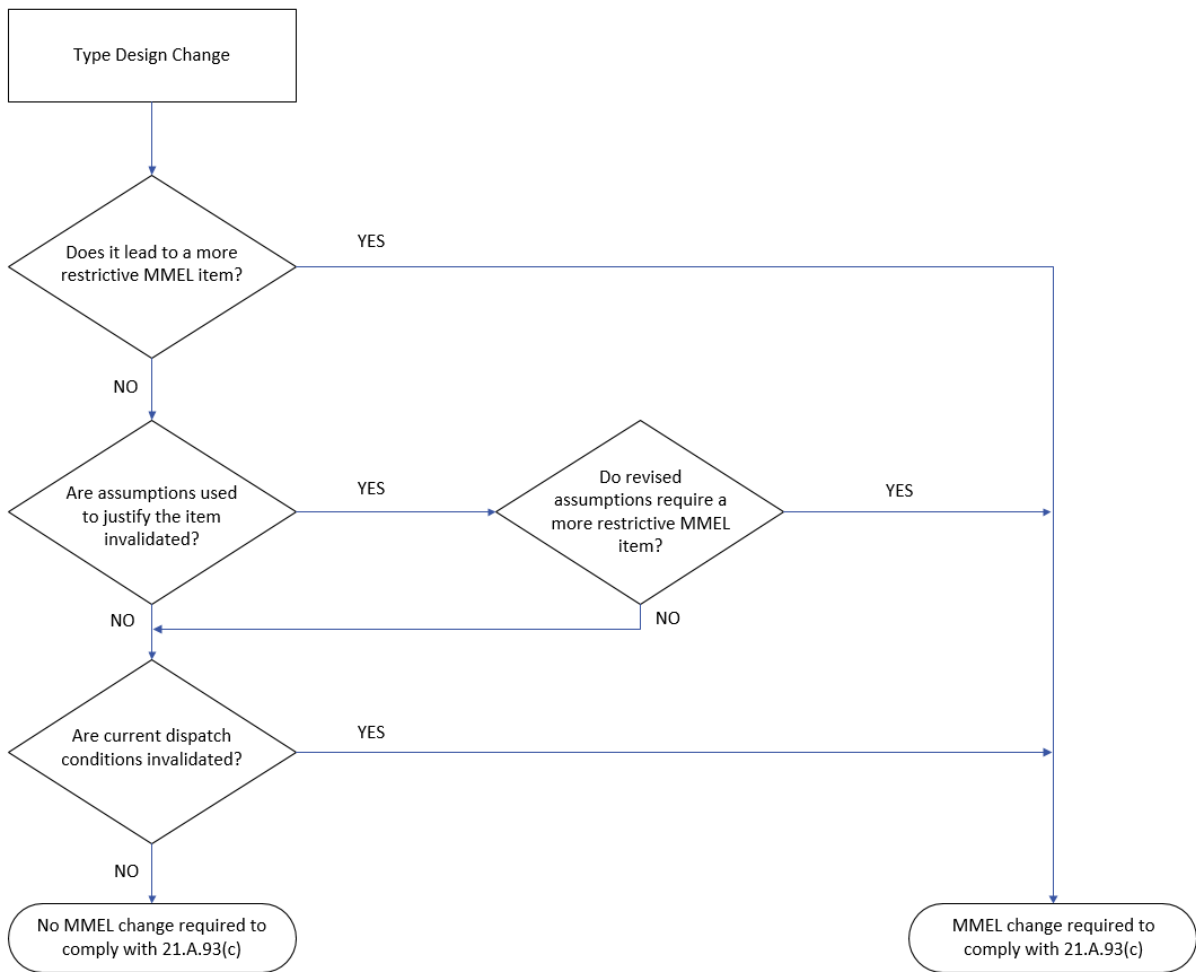 Type Design Change
Does it lead to a more
restrictive MMEL item?
YES
NO
Are assumptions used
to justify the item
invalidated?
YES
Do revised
assumptions require a
more restrictive MMEL
item?
YES
NO
NO
Are current dispatch
conditions invalidated?
YES
NO
No MMEL change required to
comply with 21.A.93(c)
MMEL change required to
comply with 21.A.93(c)